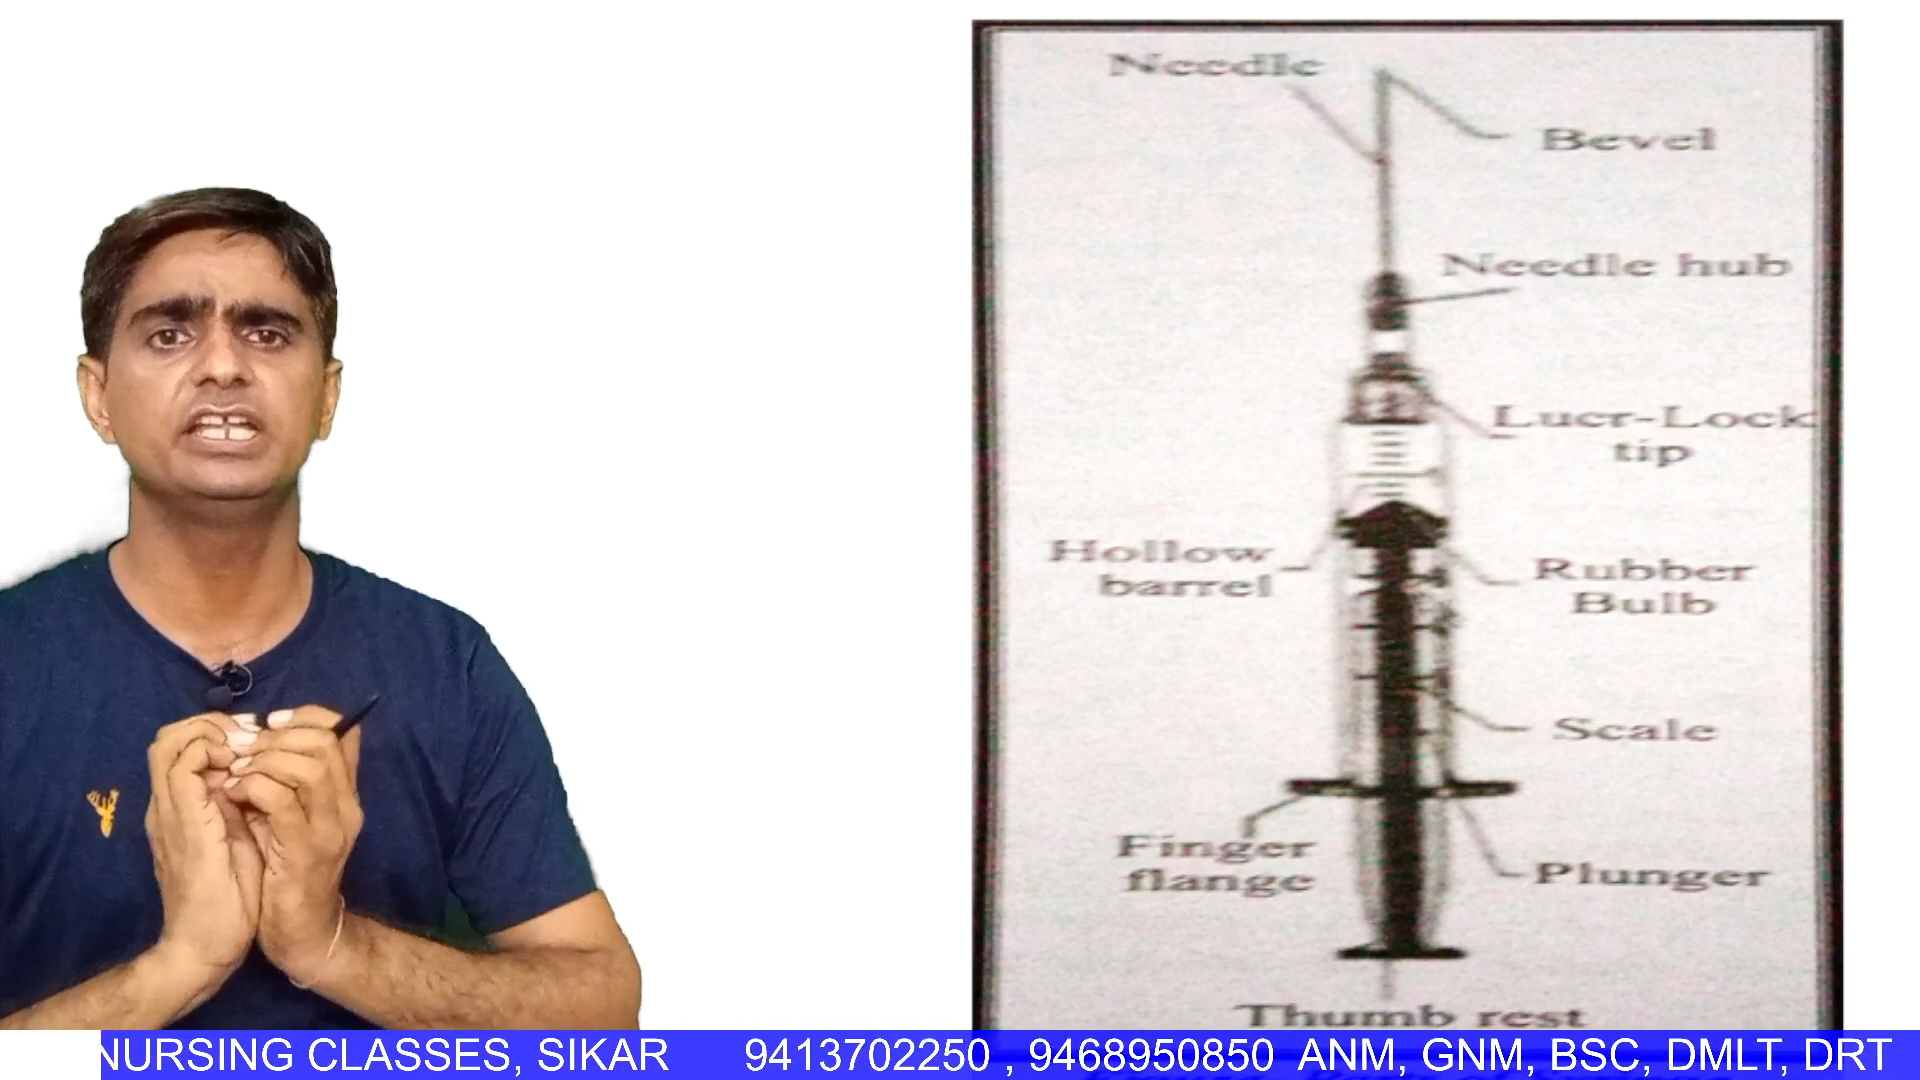 Needle
Bevel
Needle hub
Luer-Lock
tip
Hollow
barrel
Rubber
Bulb
Scale
Finger
flange
Plunger
Thumb rest
NURSING CLASSES, SIKAR 9413702250 , 9468950850 ANM, GNM, BSC, DMLT, DRT